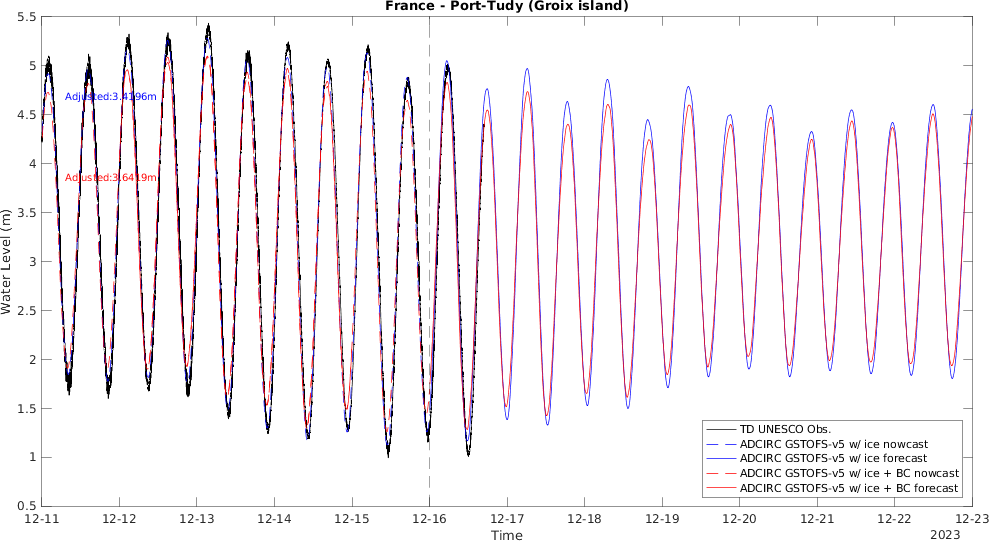 France - Port-Tudy (Groix island)
5.5
5
4.5
4
3.5
3
2.5
2
1.5
1
0.5
Water Level (m)
Adjusted:3.4196m
Adjusted:3.6419m
TD UNESCO Obs.
ADCIRC GSTOFS-v5 w/ ice nowcast
ADCIRC GSTOFS-v5 w/ ice forecast
ADCIRC GSTOFS-v5 w/ ice + BC nowcast
ADCIRC GSTOFS-v5 w/ ice + BC forecast
12-11 12-12 12-13 12-14 12-15 12-16 12-17 12-18 12-19 12-20 12-21 12-22 12-23
Time
2023